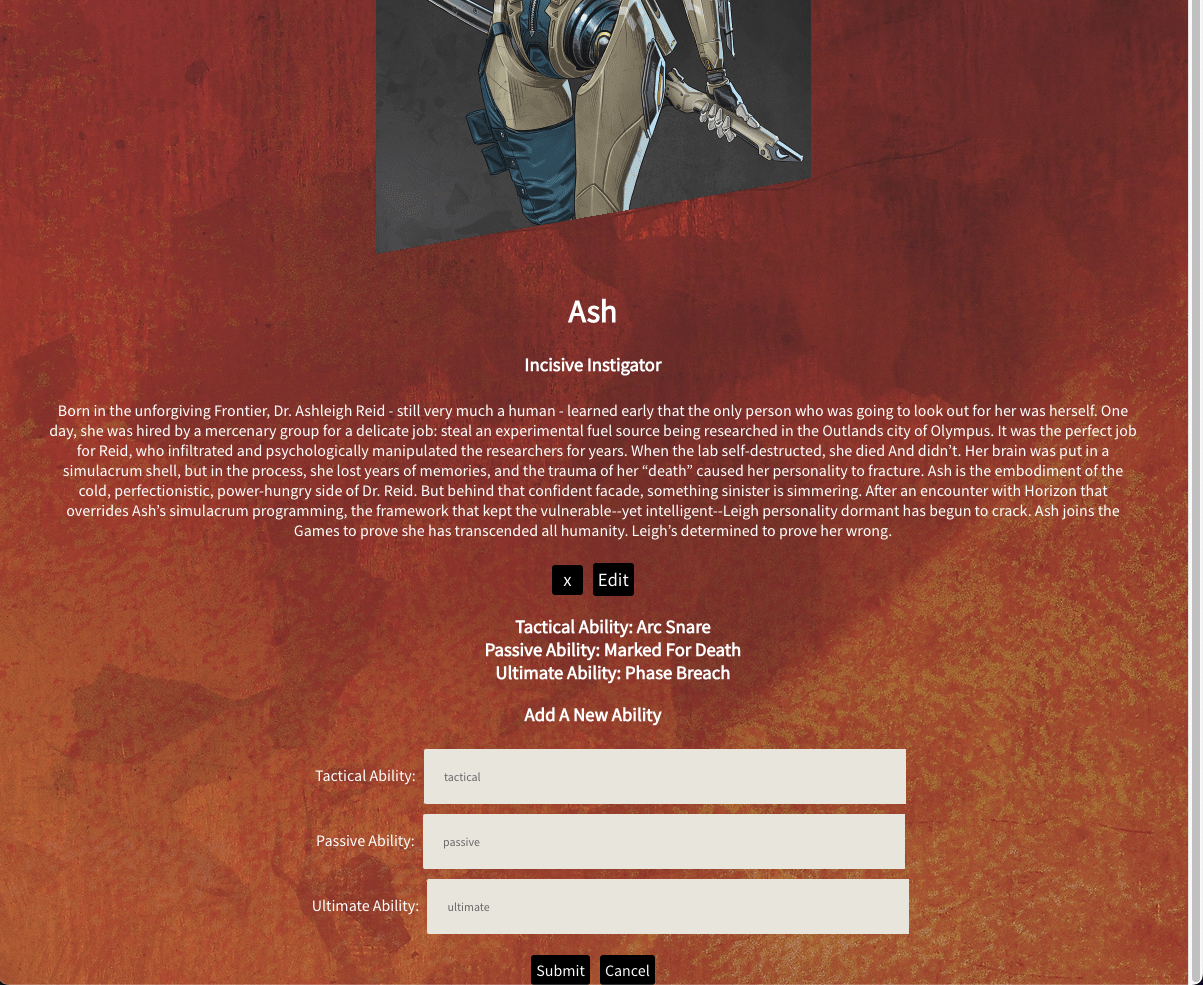 Ash
Incisive Instigator
Born in the unforgiving Frontier, Dr. Ashleigh Reid - still very much a human - learned early that the only person who was going to look out for her was herself. One
day, she was hired by a mercenary group for a delicate job: steal an experimental fuel source being researched in the Outlands city of Olympus. It was the perfect job
for Reid, who infiltrated and psychologically manipulated the researchers for years. When the lab self-destructed, she died And didn’t. Her brain was put in a
simulacrum shell, but in the process, she lost years of memories, and the trauma of her “death” caused her personality to fracture. Ash is the embodiment of the
cold, perfectionistic, power-hungry side of Dr. Reid. But behind that confident facade, something sinister is simmering. After an encounter with Horizon that
overrides Ash’s simulacrum programming, the framework that kept the vulnerable--yet intelligent--Leigh personality dormant has begun to crack. Ash joins the
Games to prove she has transcended all humanity. Leigh’s determined to prove her wrong.
x Edit
Tactical Ability: Arc Snare
Passive Ability: Marked For Death
Ultimate Ability: Phase Breach
Add A New Ability
Tactical Ability: tactical
Passive Ability: passive
Ultimate Ability: ultimate
Submit Cancel